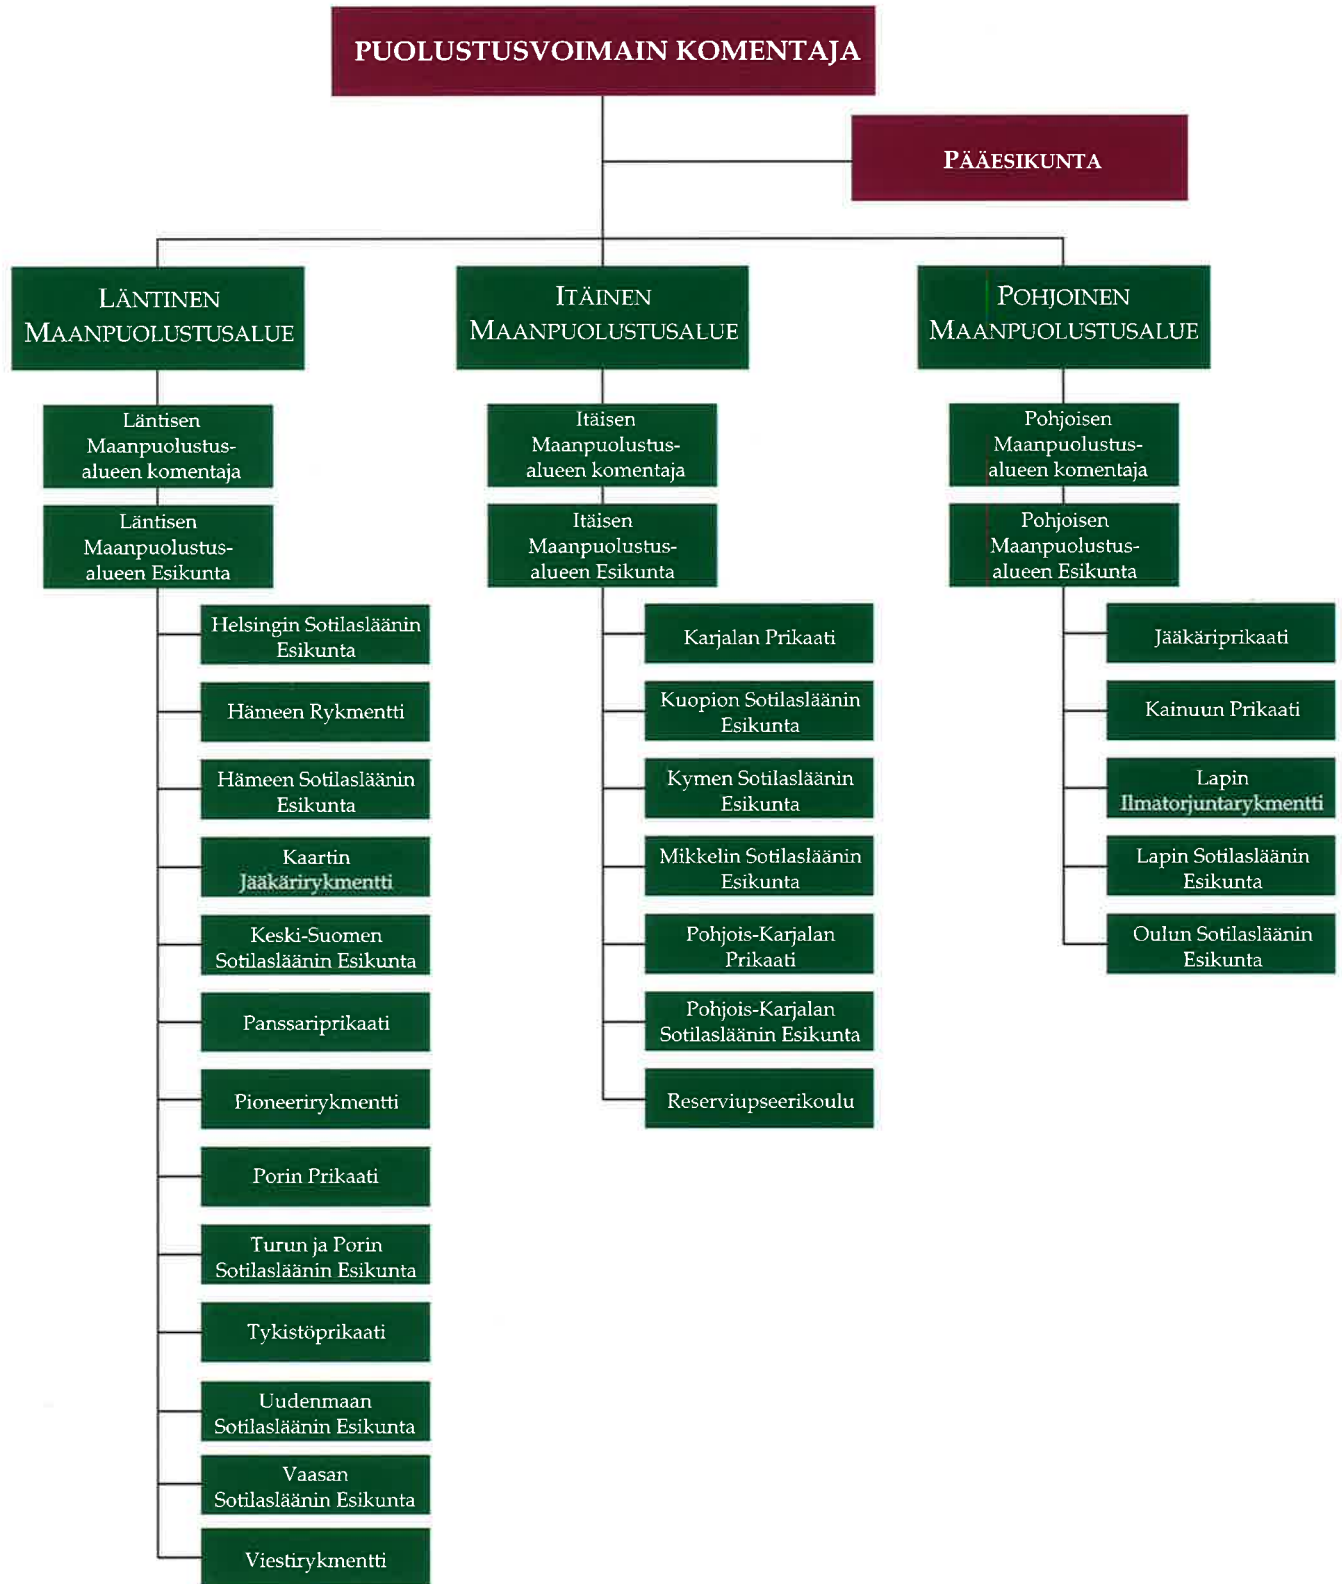 PUOLUSTUSVOIMAIN KOMENTAJA
PÄÄESIKUNTA
LÄNTINEN
MAANPUOLUSTUSALUE
Läntisen
Maanpuolustus-
alueen komentaja
Läntisen
Maanpuolustus-
alueen Esikunta
Helsingin Sotilasläänin
Esikunta
Hämeen Rykmentti
Hämeen Sotilasläänin
Esikunta
Kaartin
Jääkärirykmentti
Keski-Suomen
Sotilasläänin Esikunta
Panssariprikaati
Pioneerirykmentti
Porin Prikaati
Turun ja Porin
Sotilasläänin Esikunta
Tykistöprikaati
Uudenmaan
Sotilasläänin Esikunta
Vaasan
Sotilasläänin Esikunta
Viestirykmentti
ITÄINEN
MAANPUOLUSTUSALUE
Itäisen
Maanpuolustus-
alueen komentaja
Itäisen
Maanpuolustus-
alueen Esikunta
Karjalan Prikaati
Kuopion Sotilasläänin
Esikunta
Kymen Sotilasläänin
Esikunta
Mikkelin Sotilasläänin
Esikunta
Pohjois-Karjalan
Prikaati
Pohjois-Karjalan
Sotilasläänin Esikunta
Reserviupseerikoulu
POHJOINEN
MAANPUOLUSTUSALUE
Pohjoisen
Maanpuolustus-
alueen komentaja
Pohjoisen
Maanpuolustus-
alueen Esikunta
Jääkäriprikaati
Kainuun Prikaati
Lapin
Ilmatorjuntarykmentti
Lapin Sotilasläänin
Esikunta
Oulun Sotilasläänin
Esikunta